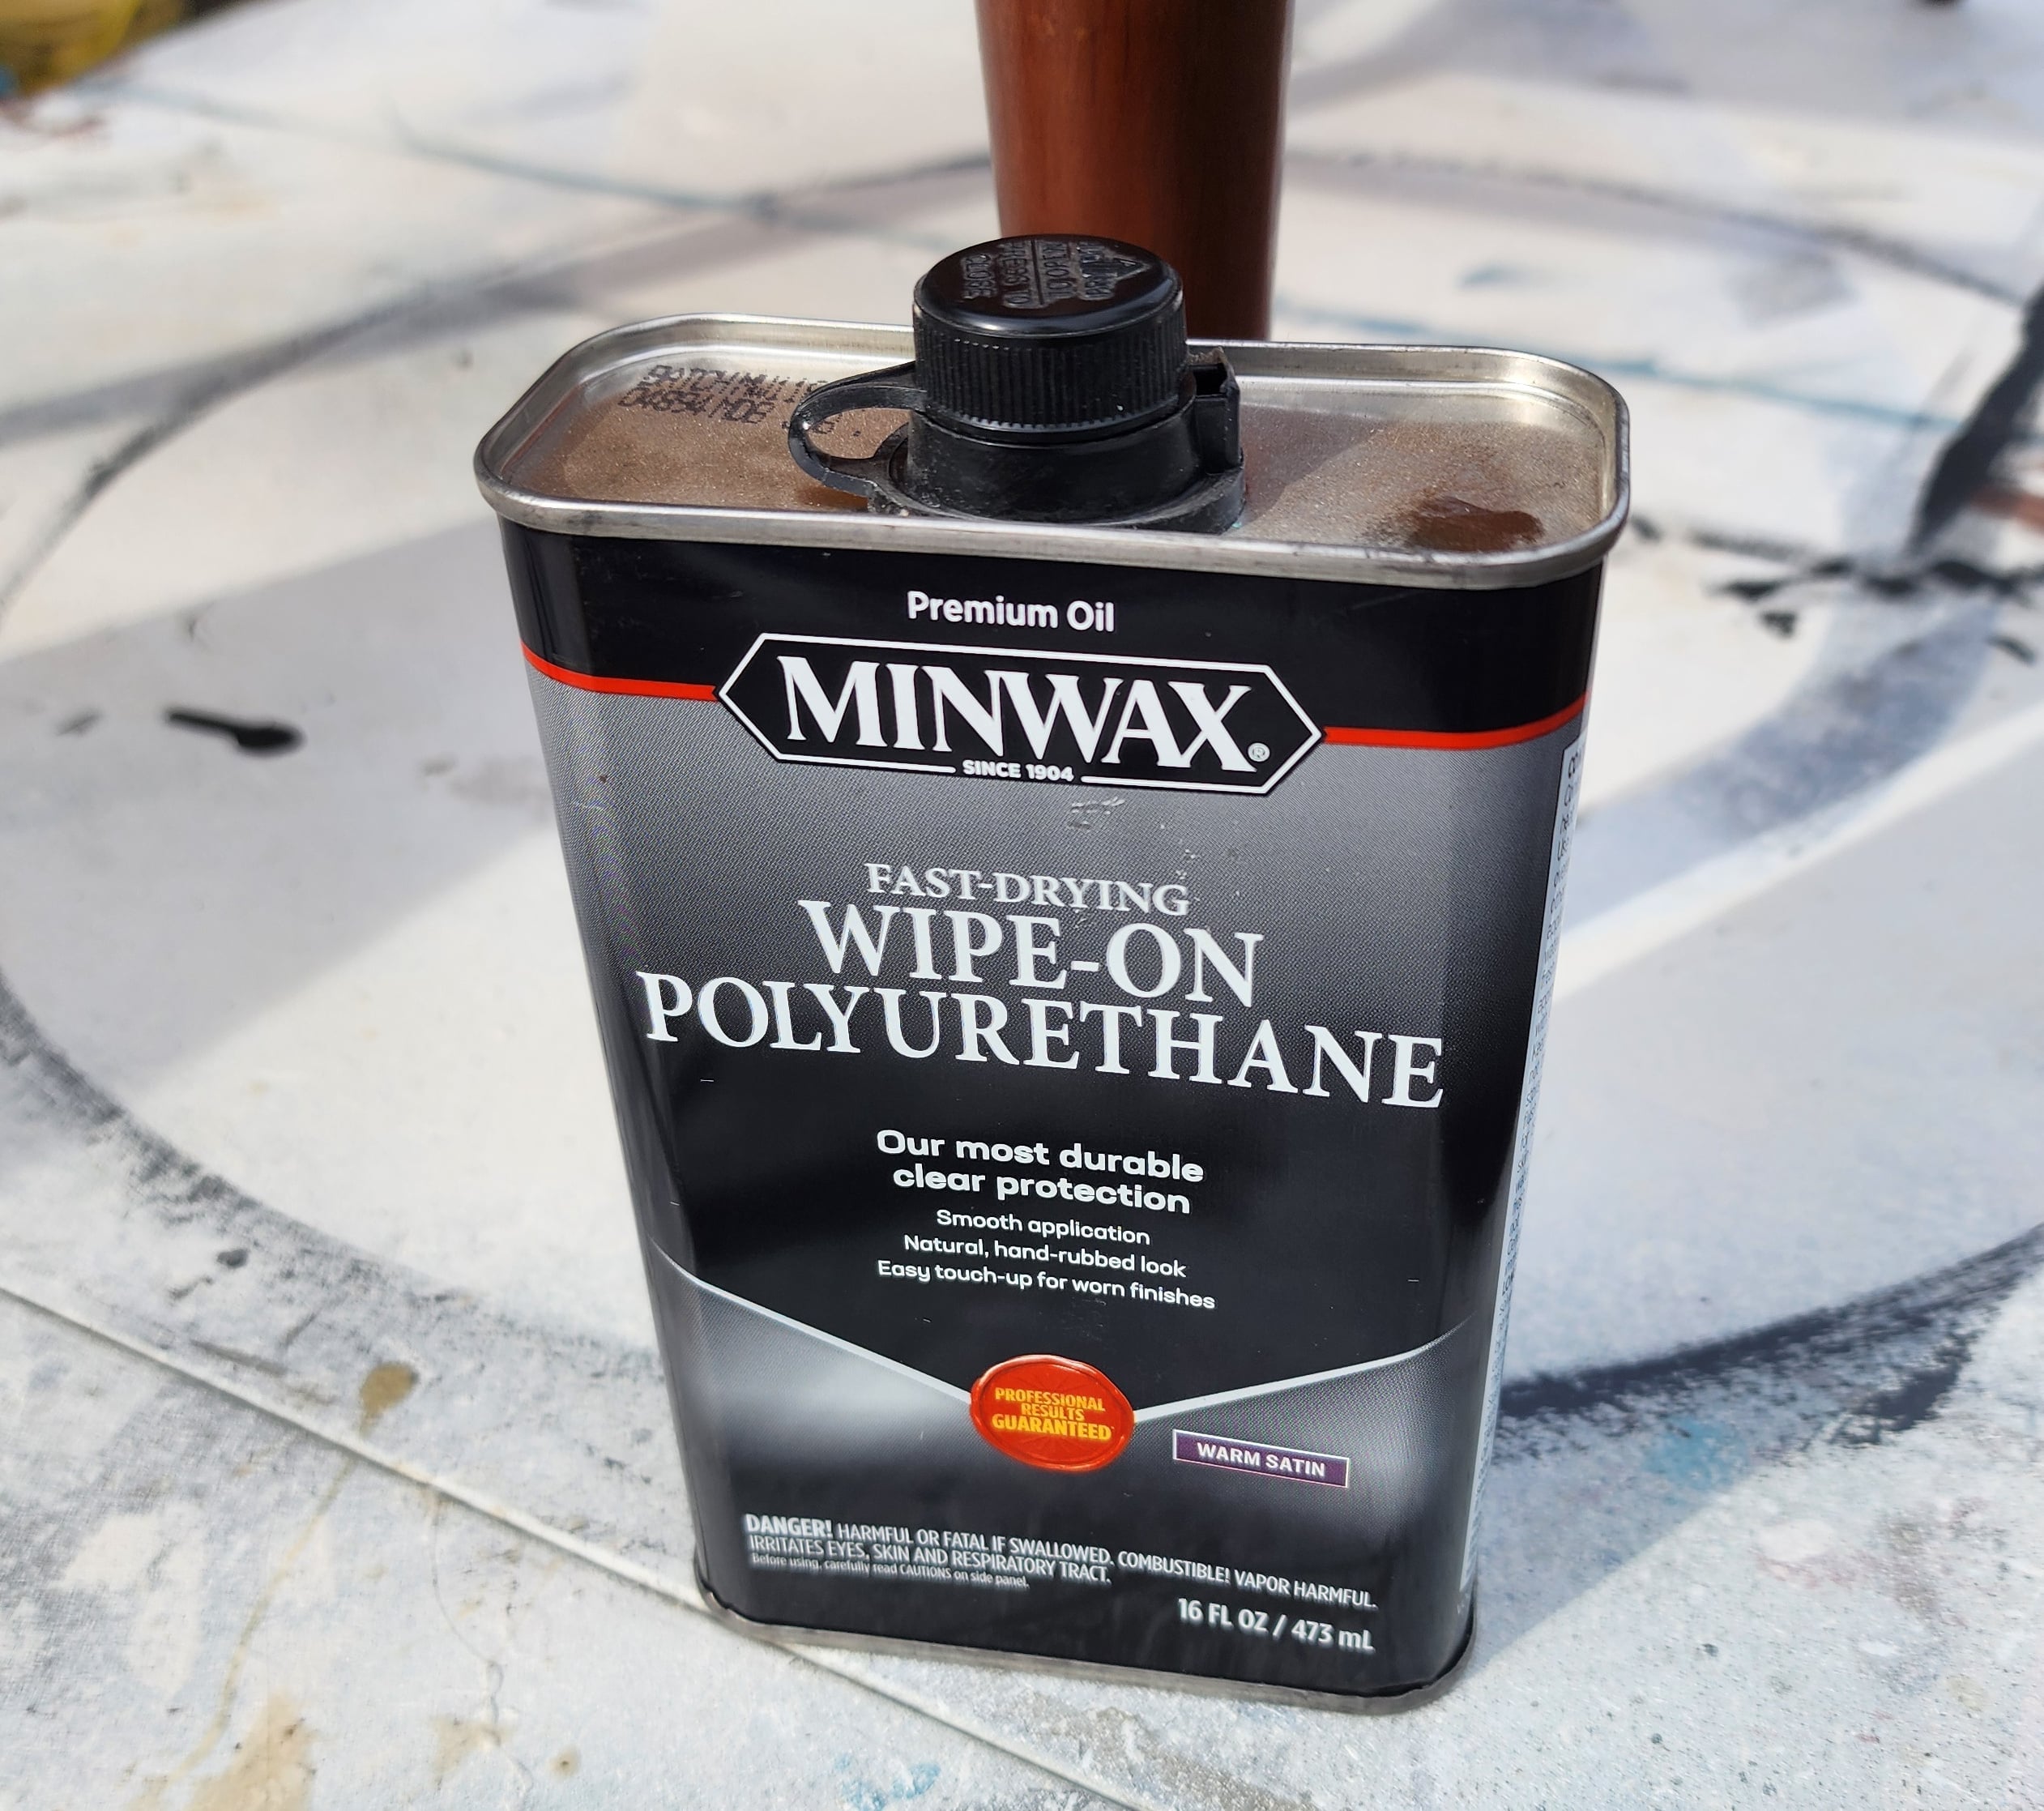 Premium Oil
MINWAX®
SINCE 1904
FAST-DRYING
WIPE-ON
POLYURETHANE
Our most durable
clear protection
Smooth application
Natural, hand-rubbed look
Easy touch-up for worn finishes
PROFESSIONAL
RESULTS
GUARANTEED
WARM SATIN
DANGER! HARMFUL OR FATAL IF SWALLOWED. COMBUSTIBLE! VAPOR HARMFUL.
IRRITATES EYES, SKIN AND RESPIRATORY TRACT.
Before using, carefully read CAUTIONS on side panel.
16 FL OZ / 473 mL